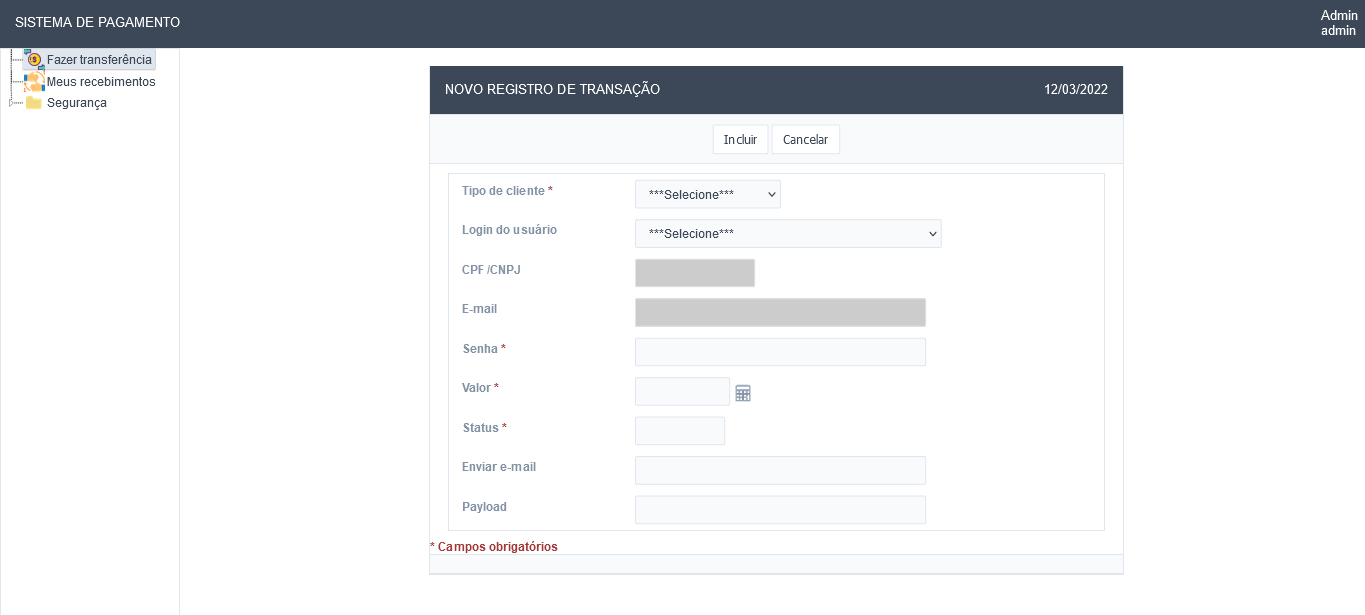 SISTEMA DE PAGAMENTO
Admin
admin
Fazer transferência
Meus recebimentos
Segurança
NOVO REGISTRO DE TRANSAÇÃO 12/03/2022
Incluir Cancelar
Tipo de cliente * ***Selecione***
Login do usuário ***Selecione***
CPF/CNPJ
E-mail
Senha *
Valor *
Status *
Enviar e-mail
Payload
* Campos obrigatórios